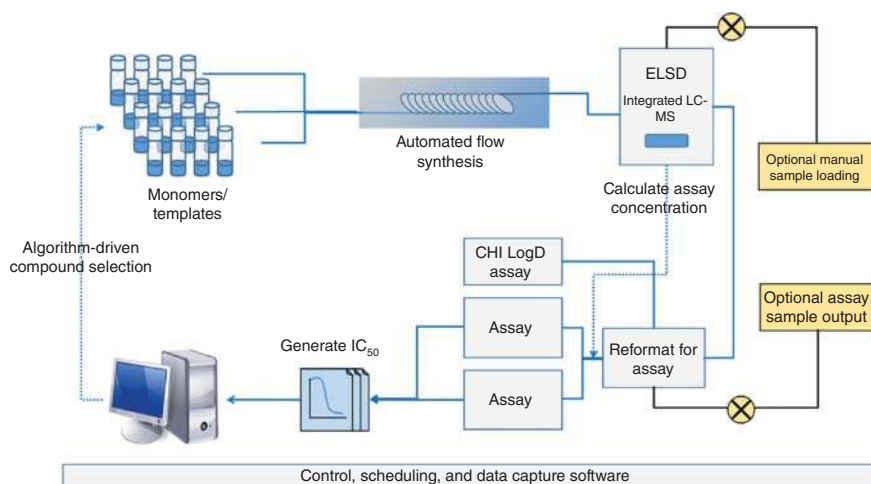 ELSD
Integrated LC-
MS
Automated flow
synthesis
Optional manual
sample loading
Monomers/
templates
Calculate assay
concentration
Algorithm-driven
compound selection
CHI LogD
assay
Optional assay
sample output
Assay
Generate IC₅₀
Reformat for
assay
Assay
Control, scheduling, and data capture software